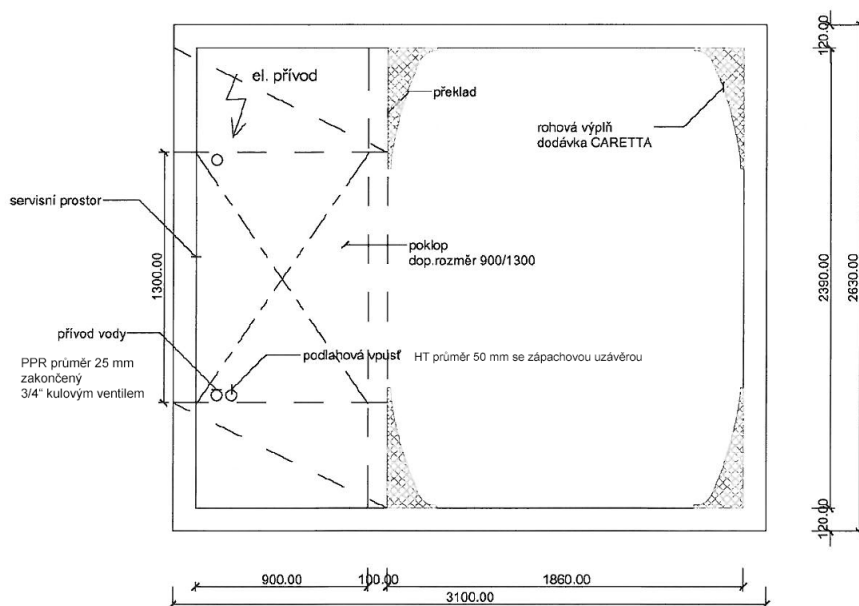 el. přívod
překlad
rohová výplň
dodávka CARETTA
servisní prostor
poklop
dop.rozměr 900/1300
1300.00
přívod vody
PPR průměr 25 mm
zakončený
3/4" kulovým ventilem
podlahová vpusť
HT průměr 50 mm se zápachovou uzávěrou
120.00
2390.00
2630.00
120.00
900.00
100.00
1860.00
3100.00